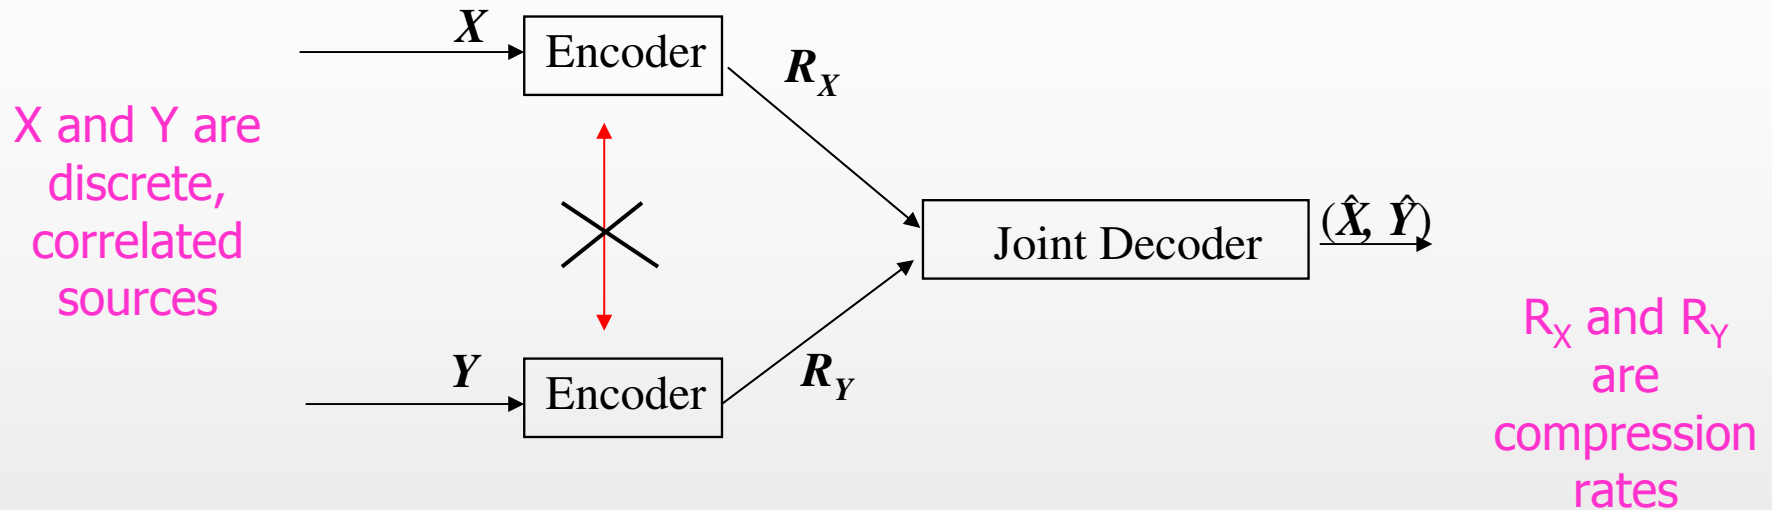 X
Encoder
R_X
X and Y are
discrete,
correlated
sources
Joint Decoder
(X̂, Ŷ)
Y
Encoder
R_Y
R_X and R_Y
are
compression
rates